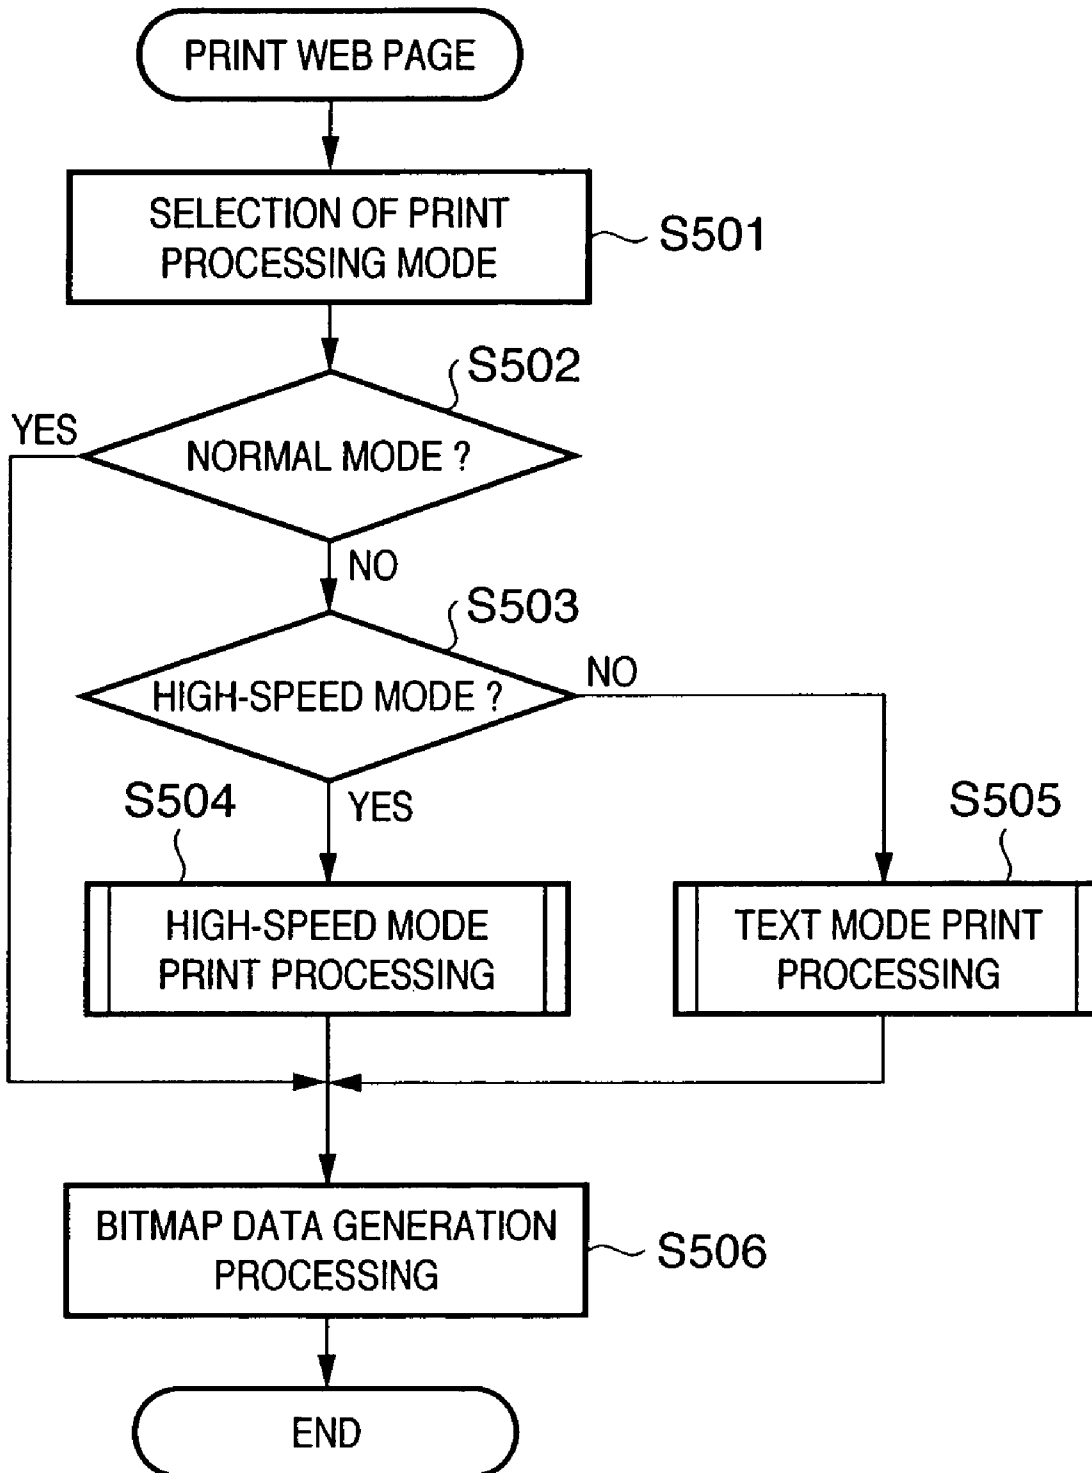 PRINT WEB PAGE
SELECTION OF PRINT
PROCESSING MODE
S501
S502
YES
NORMAL MODE ?
NO
S503
HIGH-SPEED MODE ?
NO
S504
YES
S505
HIGH-SPEED MODE
PRINT PROCESSING
TEXT MODE PRINT
PROCESSING
BITMAP DATA GENERATION
PROCESSING
S506
END